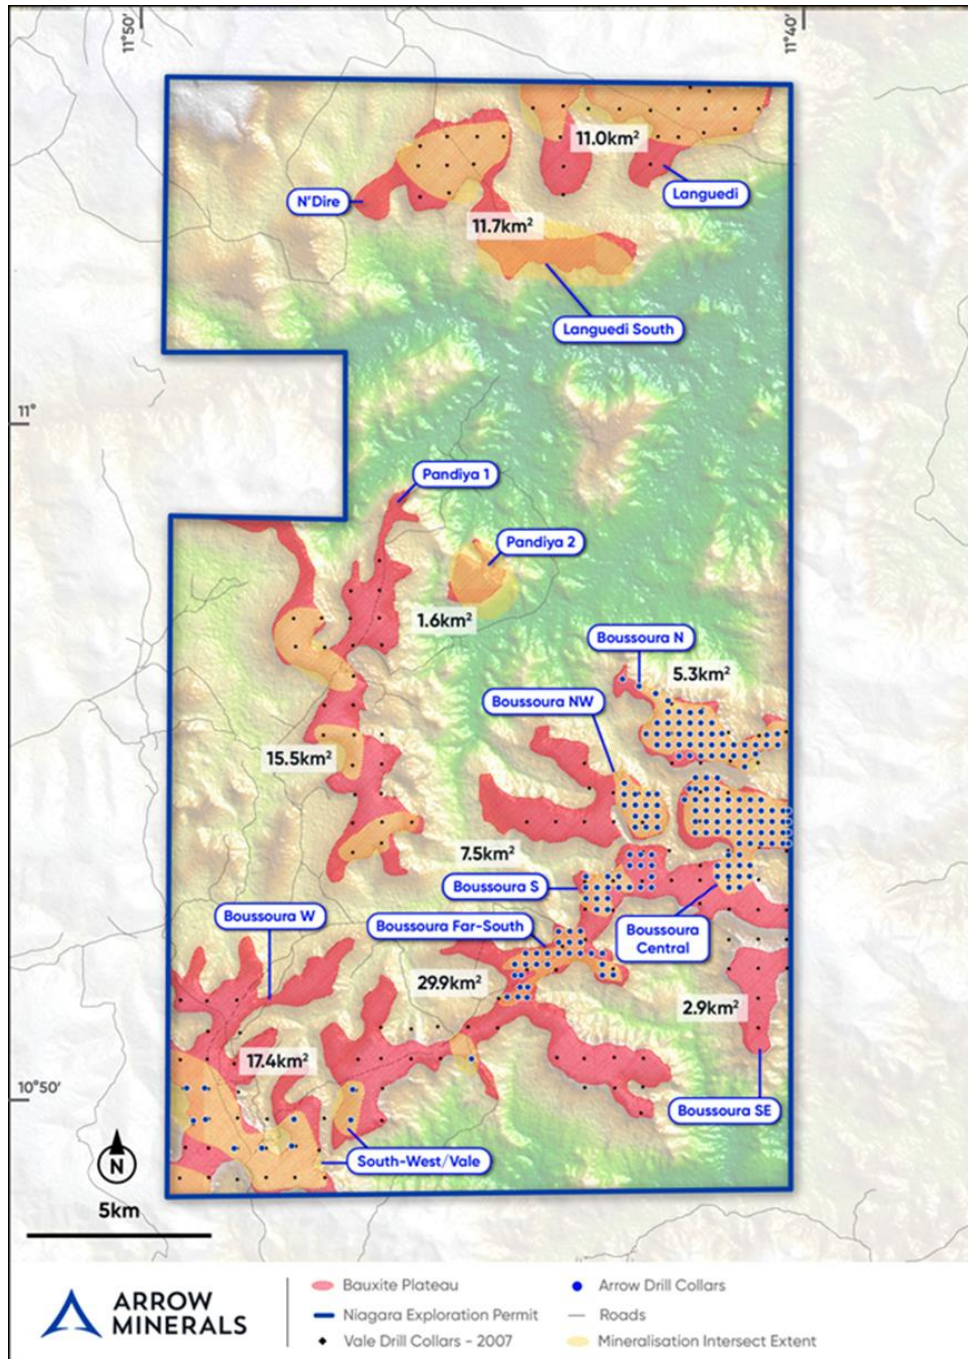 11°50'
11°40'
11.0km²
N'Dire
Languedi
11.7km²
Languedi South
11°
Pandiya 1
Pandiya 2
1.6km²
Boussoura N
5.3km²
Boussoura NW
15.5km²
7.5km²
Boussoura S
Boussoura W
Boussoura Far-South
Boussoura
Central
29.9km²
2.9km²
17.4km²
10°50'
Boussoura SE
N
South-West/Vale
5km
ARROW
MINERALS
Bauxite Plateau
Arrow Drill Collars
Niagara Exploration Permit
Roads
Vale Drill Collars - 2007
Mineralisation Intersect Extent